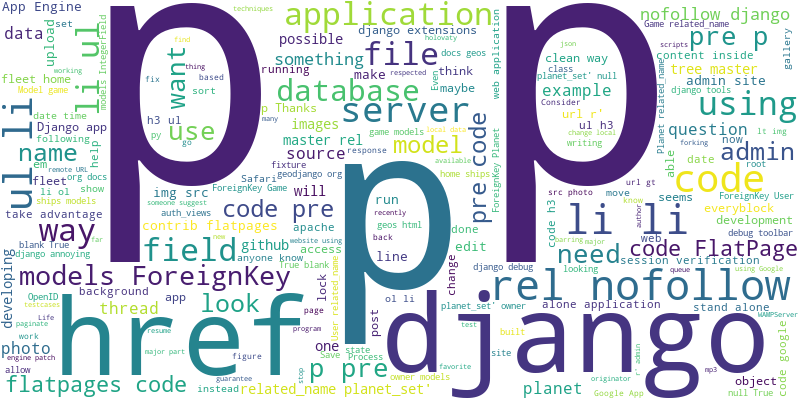 App Engine
p
p
p p
application
nofollow django
data
li ul
upload
set
django extensions
possible
techniques
docs geos
holovaty
Game related_name
scripts
pre p
models IntegerField
want
something
file
Even
web application
json
class
planet_set' null
clean way
content inside
gallery
fleet home
find
working
running
make
think
respected
tree master
Model game
thing
fix
based
sort
database
maybe
example
Consider
admin site
django tools
ul li
date time
h3 ul
p Thanks
server
url r'
using
Django app
use
py
go
many
images
game models
local data
change local
ul h3
writing
question
now
lt img
name
following
help
master rel
model
pre code
admin
forking
em
org docs
fixture
response
available
able
date
root
fleet
li ol
show
source
geodjango org
home ships
li li
code
ships models
img src
Safari
ForeignKey Game
will
ForeignKey Planet
src photo
move
url gt
remote URL
someone suggest
run
seems
know
ForeignKey User
related_name
take advantage
auth_views
code pre
recently
done
author
everyblock
way
blank True
contrib flatpages
apache
geos html
edit
code h3
barring
major
web
debug toolbar
Django annoying
far
field
github
new
website using
back
access
line
need
code FlatPage
developing
OpenID
anyone know
True blank
looking
session verification
models ForeignKey
change
django debug
queue
using Google
background
page
lock
ol li
rel nofollow
href
look
thread
app
program
post
planet_set' owner
alone application
stand alone
testcases
Life
work
photo
paginate
resume
figure
one
state
test
built
WAMPServer
allow
engine patch
major part
User related_name
Save
Process
site
django
r' admin
object
flatpages code
guarantee
instead
stop
p pre
owner models
favorite
originator
planet
mp3
null True
related_name planet_set'
Google App
code google
Planet related_name